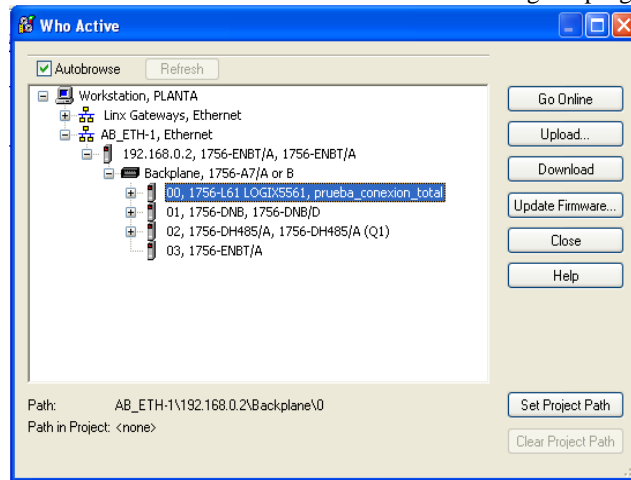 Who Active
Autobrowse
Refresh
Workstation, PLANTA
Linx Gateways, Ethernet
AB_ETH-1, Ethernet
192.168.0.2, 1756-ENBT/A, 1756-ENBT/A
Backplane, 1756-A7/A or B
00, 1756-L61 LOGIX5561, prueba_conexion_total
01, 1756-DNB, 1756-DNB/D
02, 1756-DH485/A, 1756-DH485/A (Q1)
03, 1756-ENBT/A
Go Online
Upload...
Download
Update Firmware...
Close
Help
Path: AB_ETH-1\192.168.0.2\Backplane\0
Path in Project: <none>
Set Project Path
Clear Project Path